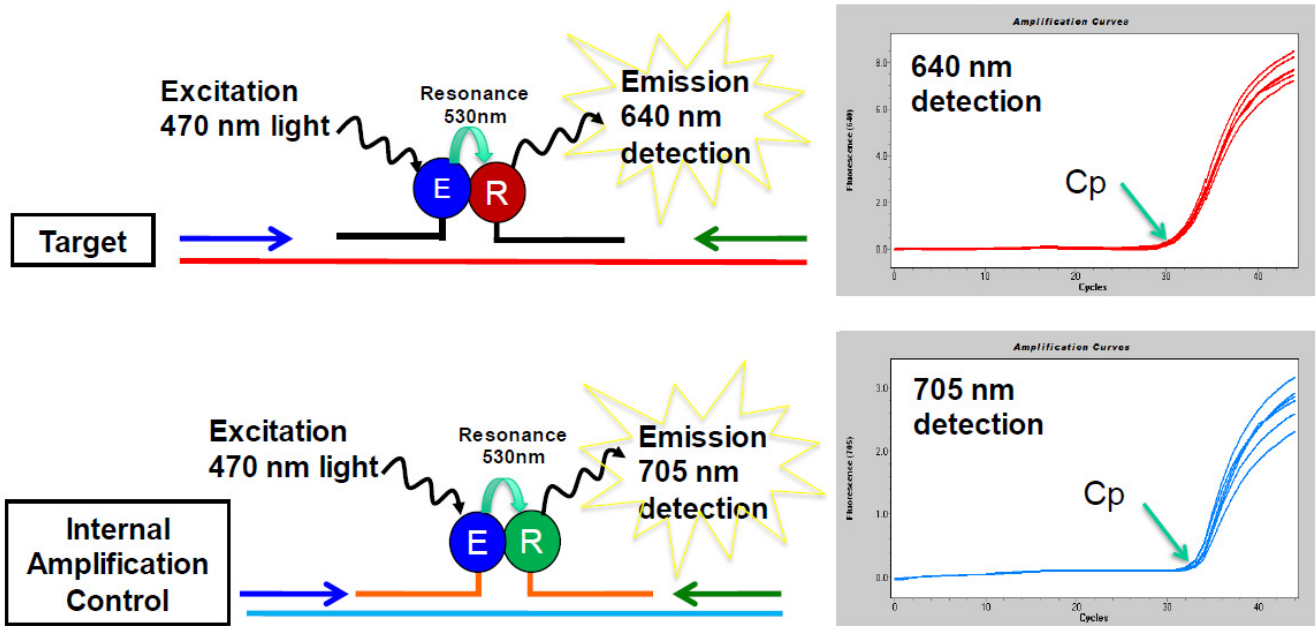 Excitation
470 nm light
Resonance
530nm
Emission
640 nm
detection
E
R
Target
Amplification Curves
640 nm
detection
Cp
Fluorescence (640)
8.0
6.0
4.0
2.0
0.0
0
10
20
30
40
Cycles
Excitation
470 nm light
Resonance
530nm
Emission
705 nm
detection
E
R
Internal
Amplification
Control
Amplification Curves
705 nm
detection
Cp
Fluorescence (705)
3.0
2.0
1.0
0.0
0
10
20
30
40
Cycles